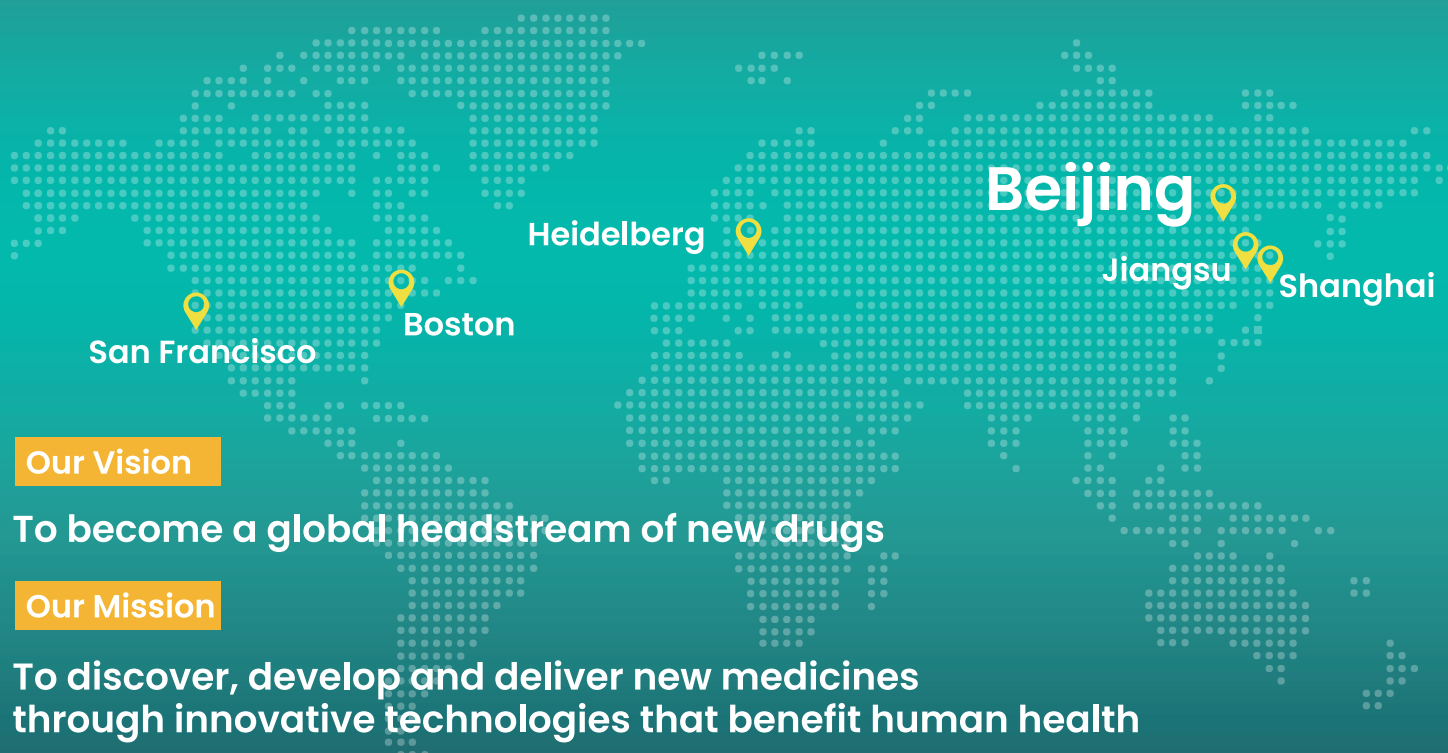 Beijing
Heidelberg
Jiangsu
Shanghai
Boston
San Francisco
Our Vision
To become a global headstream of new drugs
Our Mission
To discover, develop and deliver new medicines
through innovative technologies that benefit human health